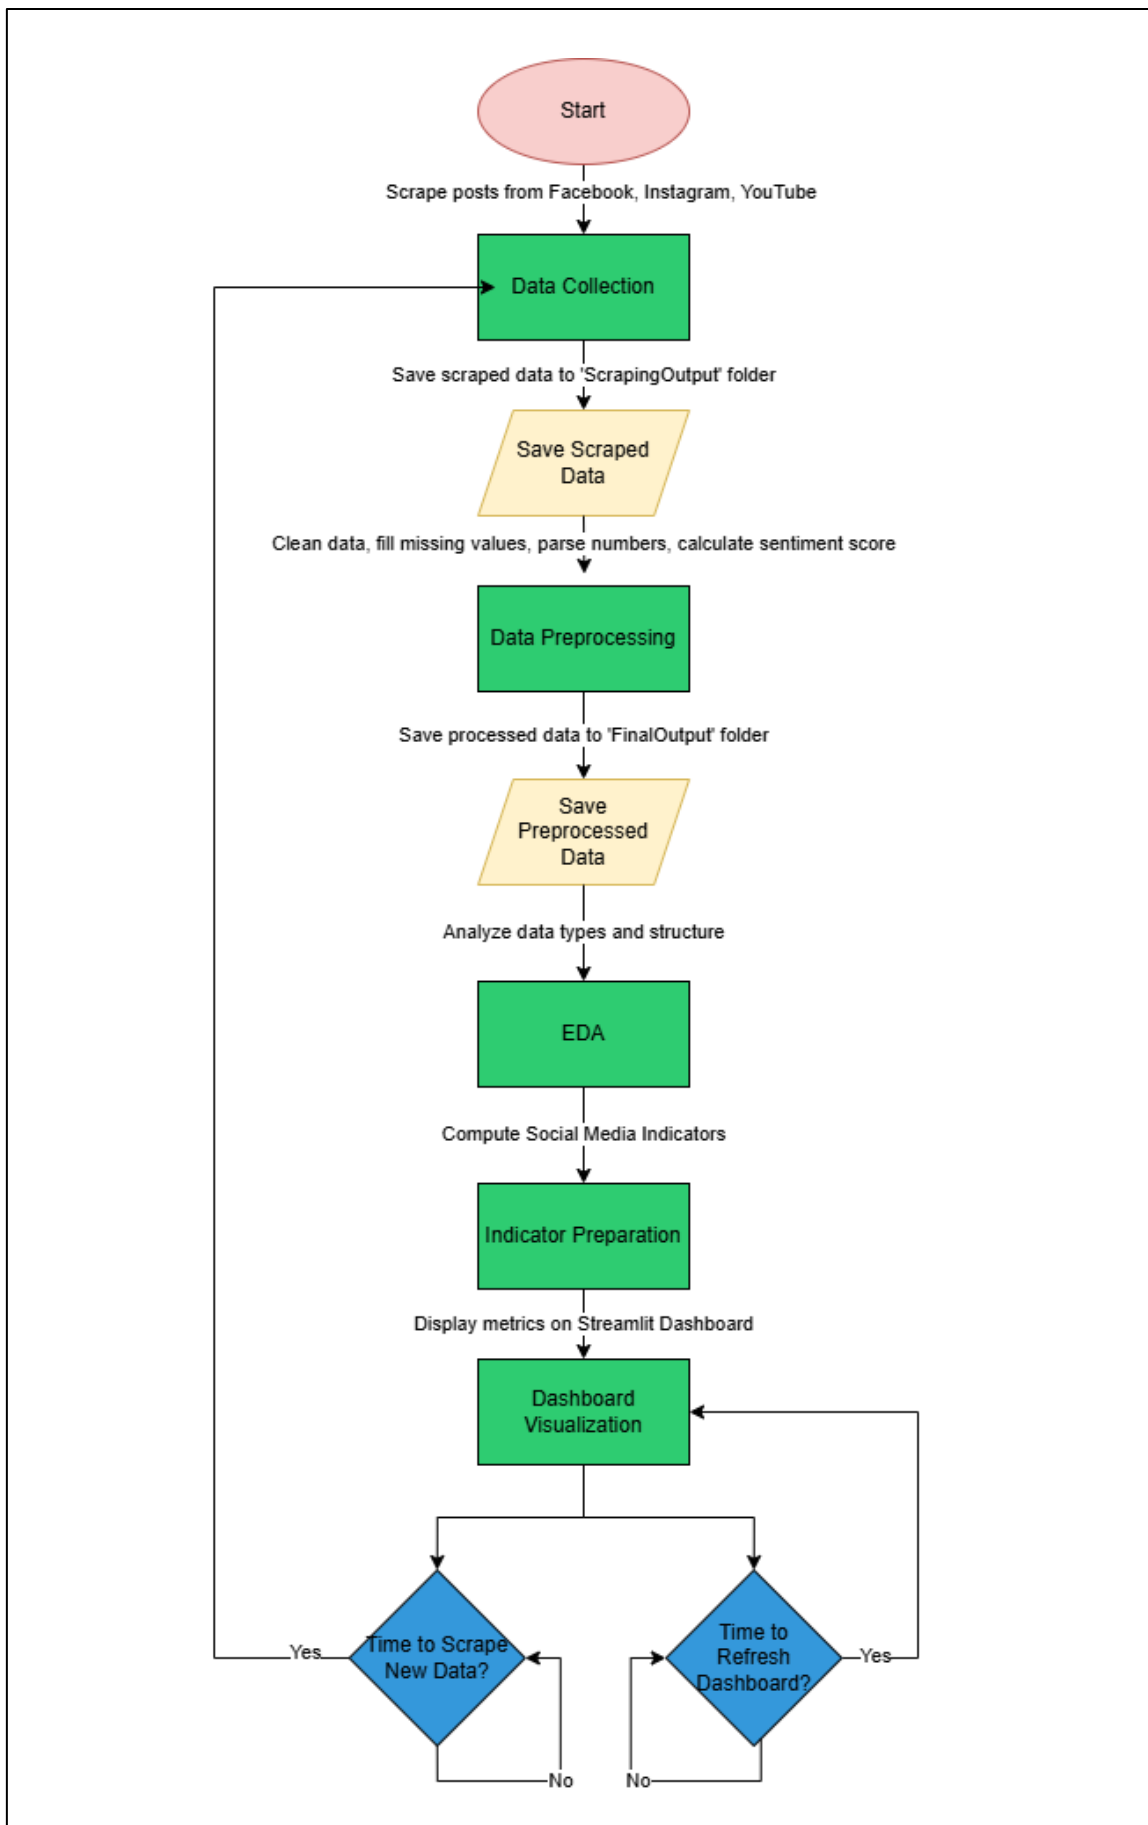 Start
Scrape posts from Facebook, Instagram, YouTube
Data Collection
Save scraped data to 'ScrapingOutput' folder
Save Scraped
Data
Clean data, fill missing values, parse numbers, calculate sentiment score
Data Preprocessing
Save processed data to 'FinalOutput' folder
Save
Preprocessed
Data
Analyze data types and structure
EDA
Compute Social Media Indicators
Indicator Preparation
Display metrics on Streamlit Dashboard
Dashboard
Visualization
Yes
Time to Scrape
New Data?
No
Time to
Refresh
Dashboard?
Yes
No